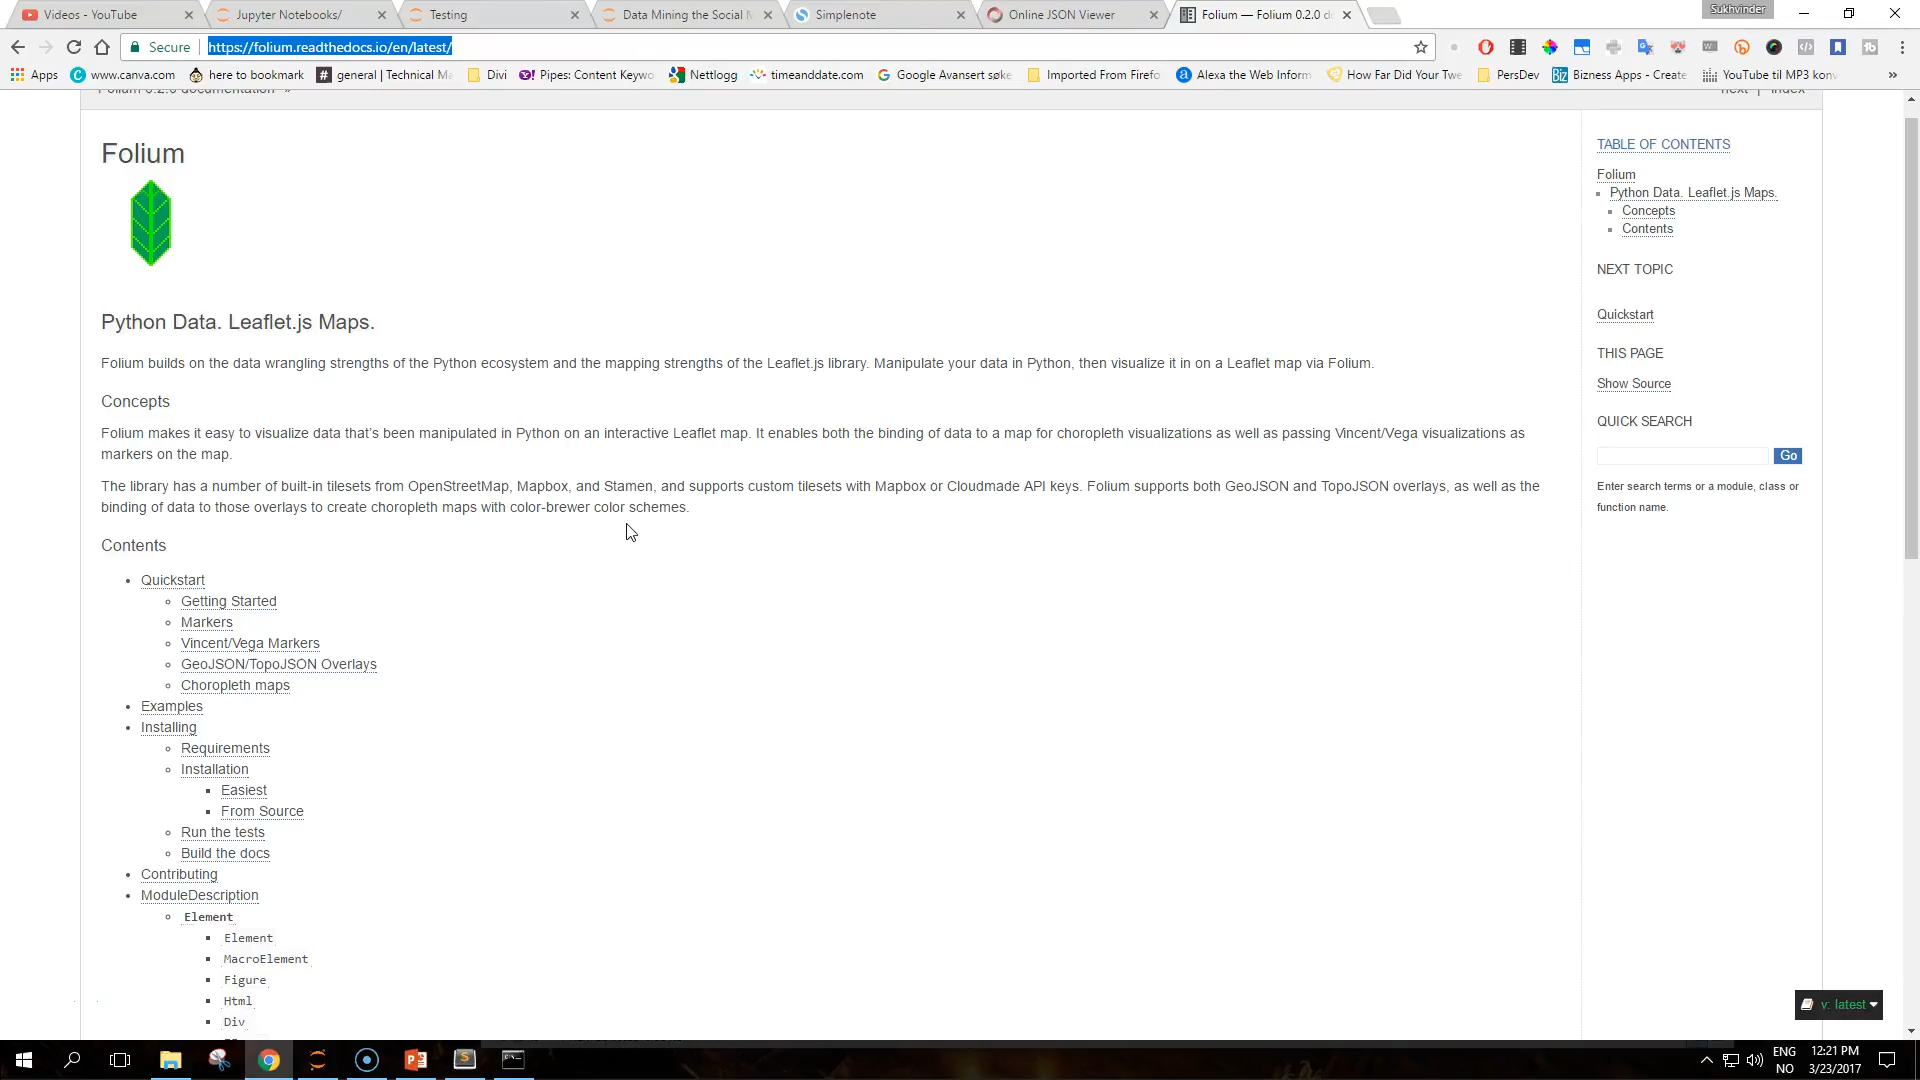 Videos - YouTube
Jupyter Notebooks/
Testing
Data Mining the Social
Simplenote
Online JSON Viewer
Folium — Folium 0.2.0 d
Sukhvinder
Secure
https://folium.readthedocs.io/en/latest/
Apps
www.canva.com
here to bookmark
general | Technical Ma
Divi
Pipes: Content Keywo
Nettlogg
timeanddate.com
Google Avansert søke
Imported From Firefo
Alexa the Web Inform
How Far Did Your Twe
PersDev
Bizness Apps - Create
YouTube til MP3 konv
»
Folium 0.2.0 documentation »
next | index
Folium
Python Data. Leaflet.js Maps.
Folium builds on the data wrangling strengths of the Python ecosystem and the mapping strengths of the Leaflet.js library. Manipulate your data in Python, then visualize it in on a Leaflet map via Folium.
Concepts
Folium makes it easy to visualize data that’s been manipulated in Python on an interactive Leaflet map. It enables both the binding of data to a map for choropleth visualizations as well as passing Vincent/Vega visualizations as
markers on the map.
The library has a number of built-in tilesets from OpenStreetMap, Mapbox, and Stamen, and supports custom tilesets with Mapbox or Cloudmade API keys. Folium supports both GeoJSON and TopoJSON overlays, as well as the
binding of data to those overlays to create choropleth maps with color-brewer color schemes.
Contents
Quickstart
Getting Started
Markers
Vincent/Vega Markers
GeoJSON/TopoJSON Overlays
Choropleth maps
Examples
Installing
Requirements
Installation
Easiest
From Source
Run the tests
Build the docs
Contributing
ModuleDescription
Element
Element
MacroElement
Figure
Html
Div
TABLE OF CONTENTS
Folium
Python Data. Leaflet.js Maps.
Concepts
Contents
NEXT TOPIC
Quickstart
THIS PAGE
Show Source
QUICK SEARCH
Go
Enter search terms or a module, class or
function name.
v: latest
ENG
NO
12:21 PM
3/23/2017